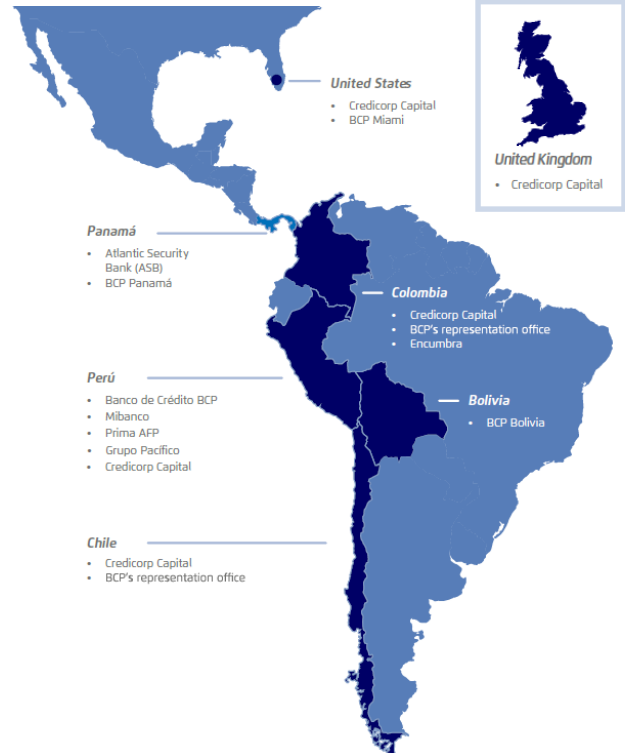 United States
• Credicorp Capital
• BCP Miami
United Kingdom
• Credicorp Capital
Panamá
• Atlantic Security
Bank (ASB)
• BCP Panamá
Colombia
• Credicorp Capital
• BCP's representation office
• Encumbra
Perú
• Banco de Crédito BCP
• Mibanco
• Prima AFP
• Grupo Pacífico
• Credicorp Capital
Bolivia
• BCP Bolivia
Chile
• Credicorp Capital
• BCP's representation office